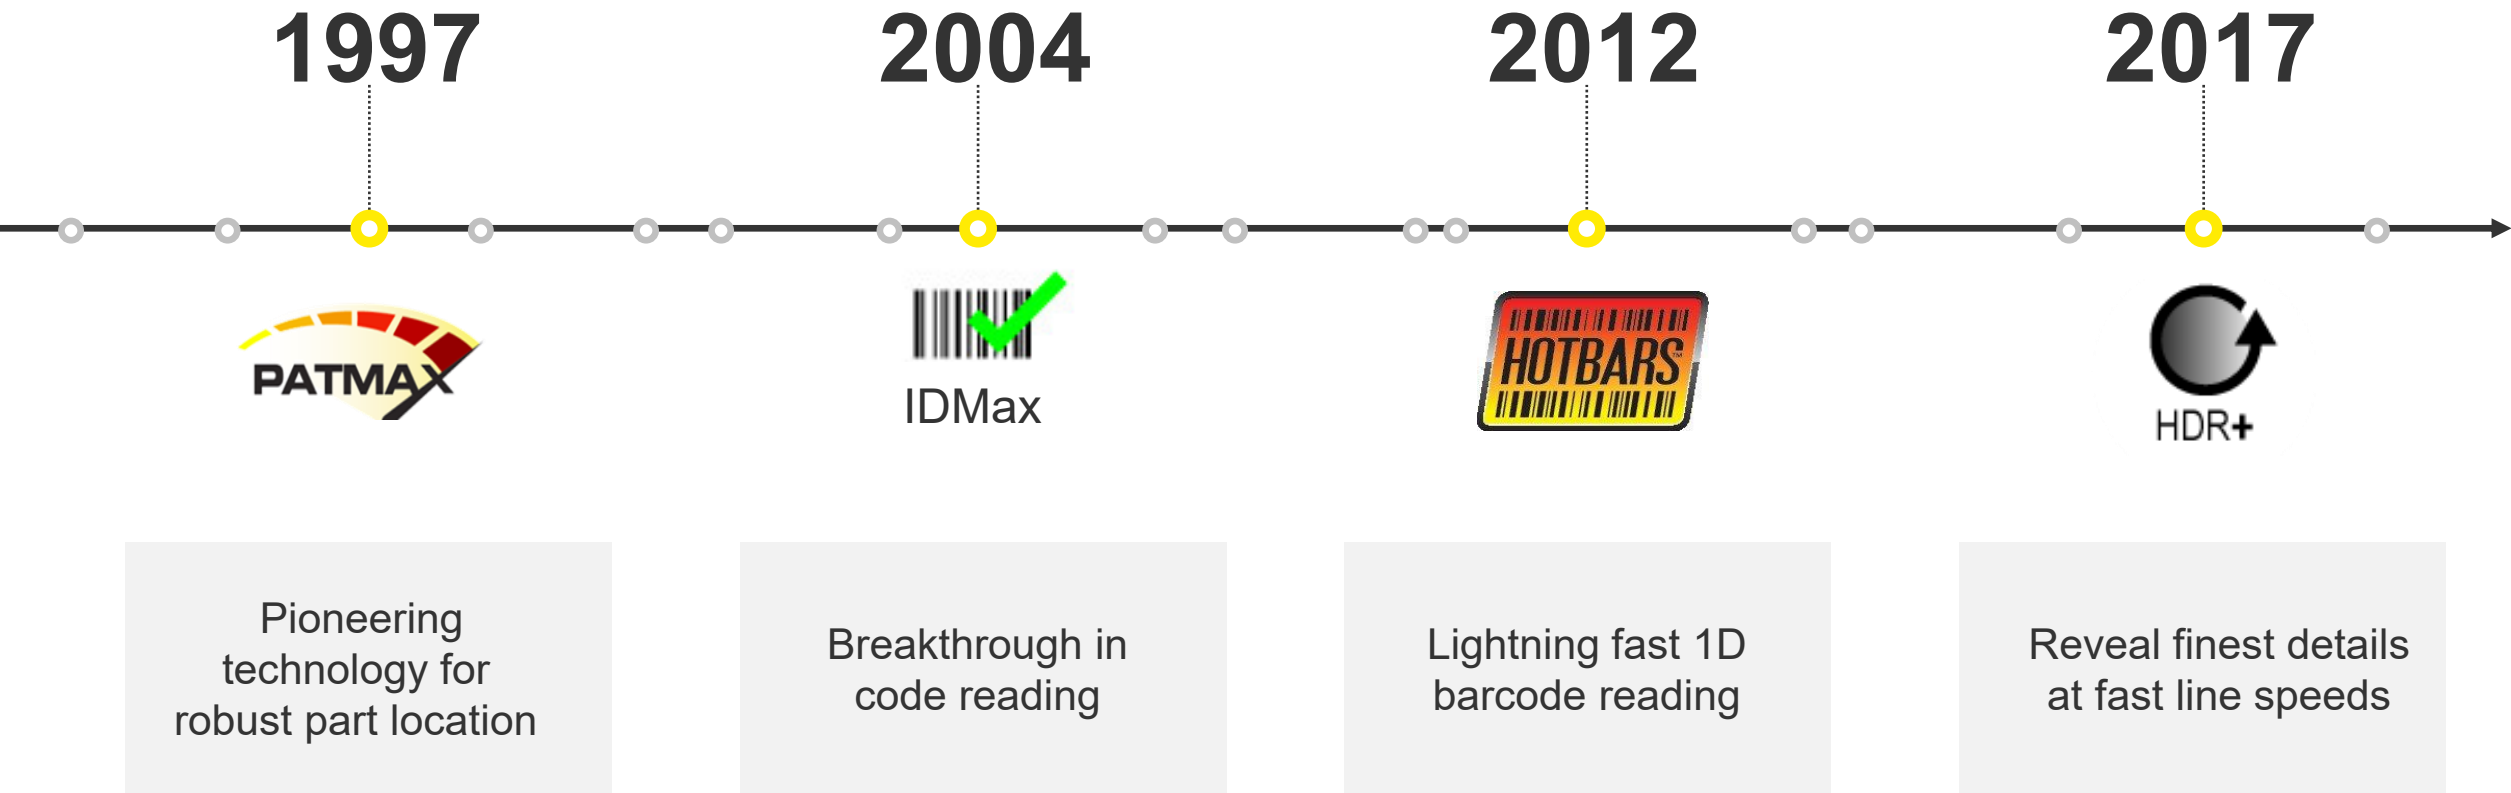 1997
2004
2012
2017
PATMAX
IDMax
HOTBARS™
HDR+
Pioneering
technology for
robust part location
Breakthrough in
code reading
Lightning fast 1D
barcode reading
Reveal finest details
at fast line speeds